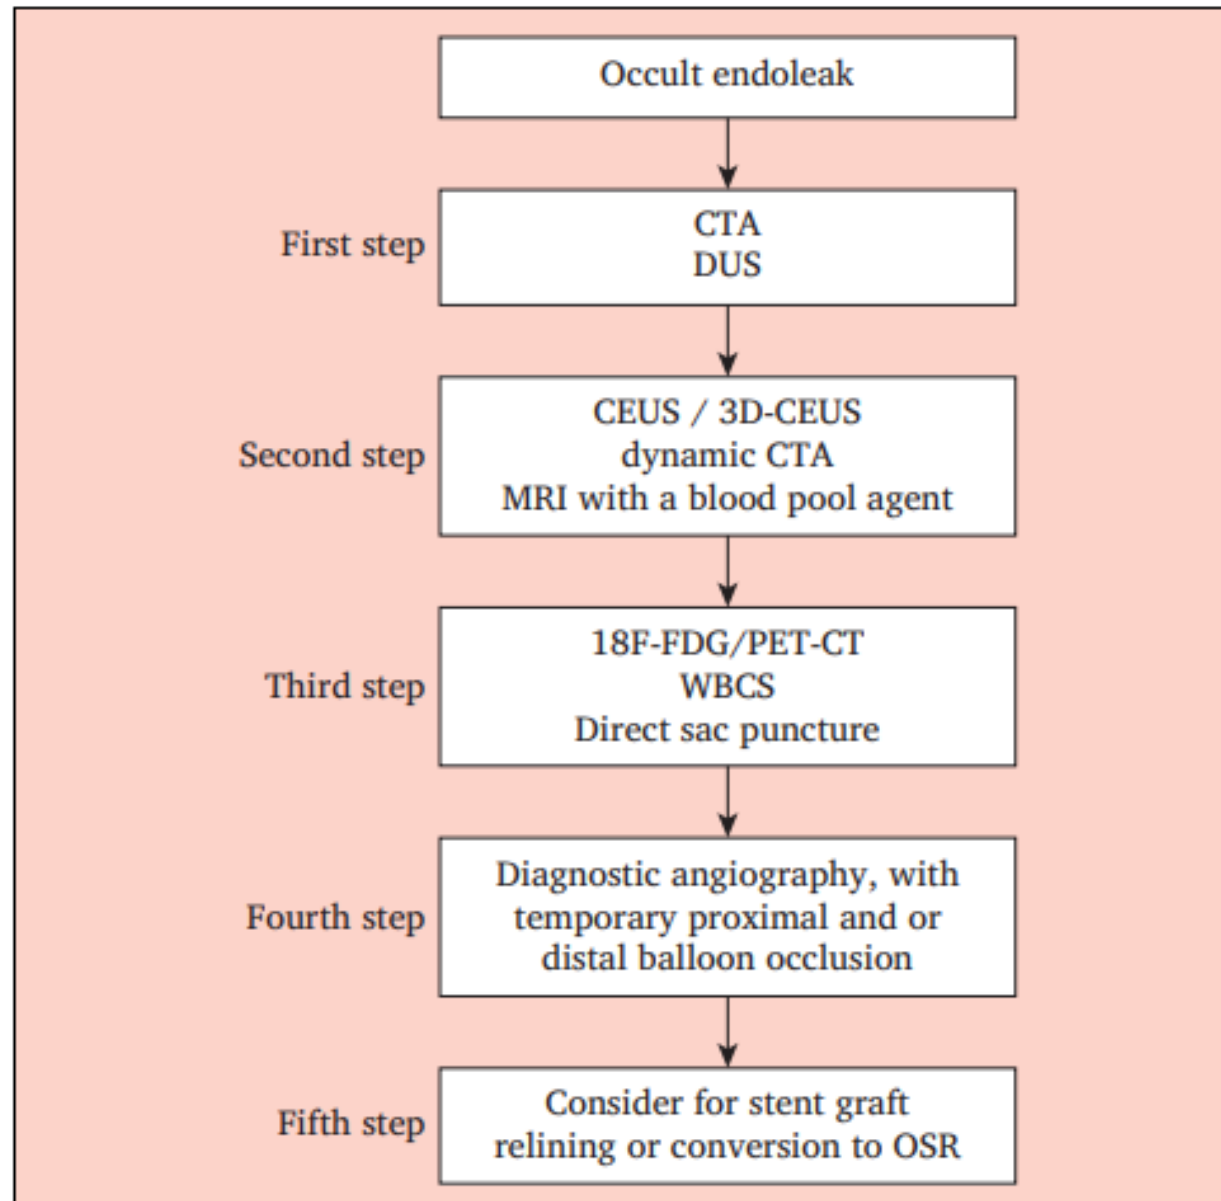 Occult endoleak
First step
CTA
DUS
Second step
CEUS / 3D-CEUS
dynamic CTA
MRI with a blood pool agent
Third step
18F-FDG/PET-CT
WBCS
Direct sac puncture
Fourth step
Diagnostic angiography, with
temporary proximal and or
distal balloon occlusion
Fifth step
Consider for stent graft
relining or conversion to OSR